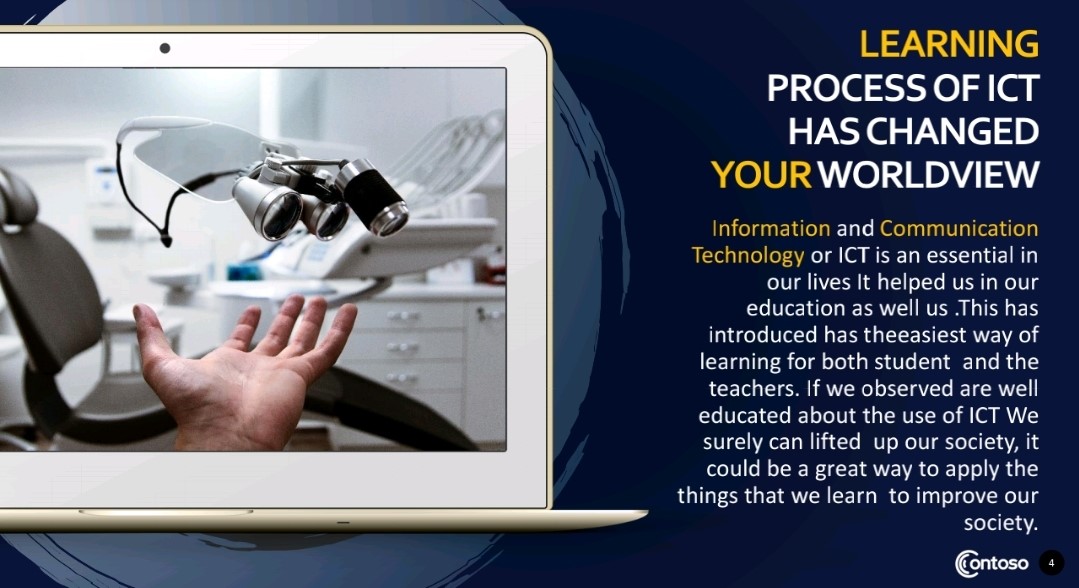 LEARNING
PROCESS OF ICT
HAS CHANGED
YOUR WORLDVIEW
Information and Communication
Technology or ICT is an essential in
our lives It helped us in our
education as well us .This has
introduced has theeasiest way of
learning for both student  and the
teachers. If we observed are well
educated about the use of ICT We
surely can lifted  up our society, it
could be a great way to apply the
things that we learn  to improve our
society.
Contoso
4